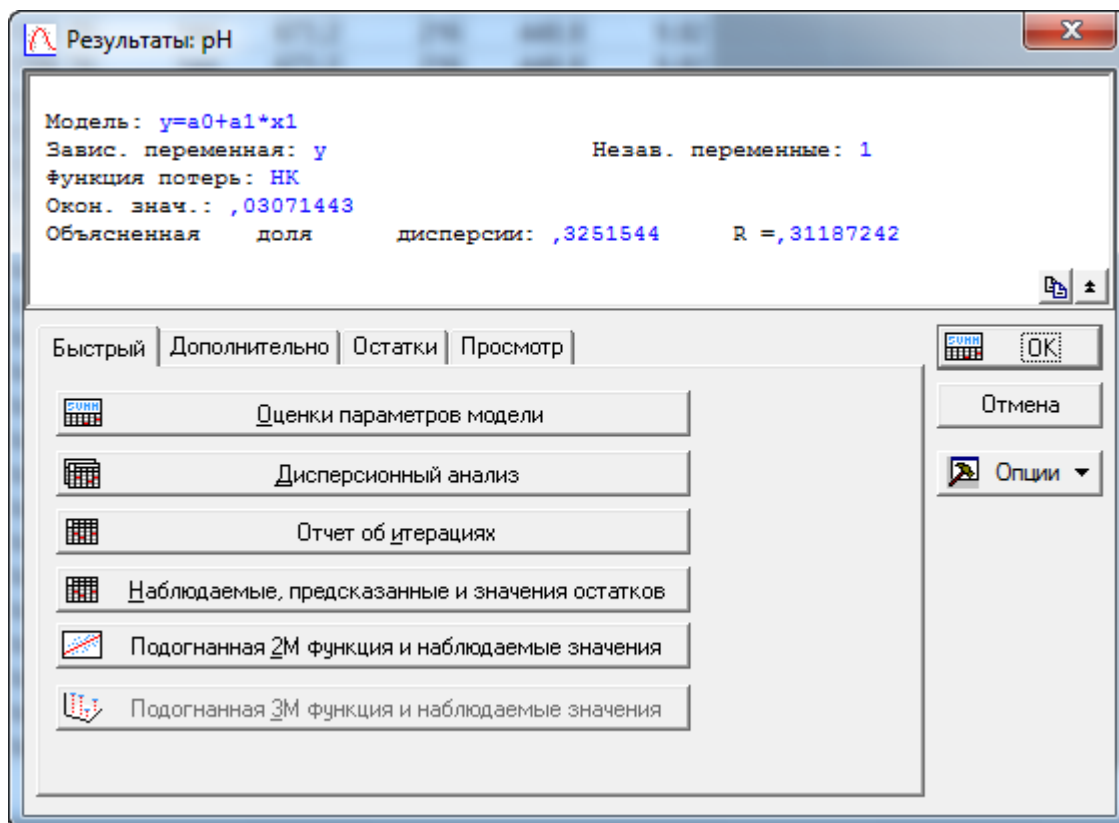 Результаты: pH
Модель: y=a0+a1*x1
Завис. переменная: y Незав. переменные: 1
Функция потерь: НК
Окон. знач.: ,03071443
Объясненная доля дисперсии: ,3251544 R =,31187242
Быстрый Дополнительно Остатки Просмотр
OK
Оценки параметров модели
Отмена
Дисперсионный анализ
Опции
Отчет об итерациях
Наблюдаемые, предсказанные и значения остатков
Подогнанная 2М функция и наблюдаемые значения
Подогнанная 3М функция и наблюдаемые значения